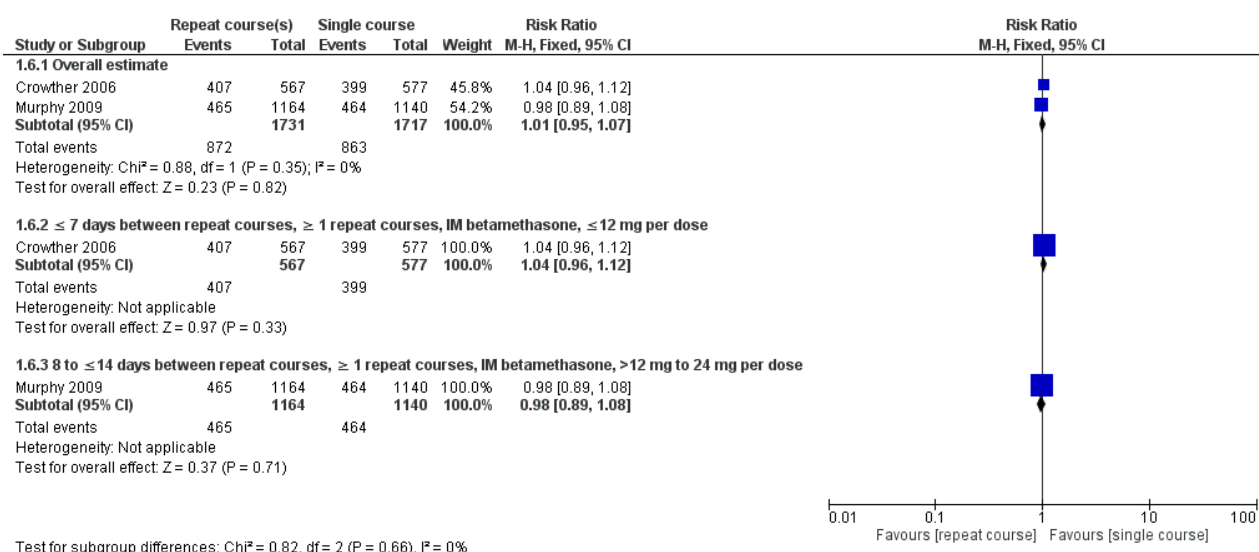 Repeat course(s) Single course Risk Ratio Risk Ratio
Study or Subgroup Events Total Events Total Weight M-H, Fixed, 95% CI M-H, Fixed, 95% CI
1.6.1 Overall estimate
Crowther 2006 407 567 399 577 45.8% 1.04 [0.96, 1.12]
Murphy 2009 465 1164 464 1140 54.2% 0.98 [0.89, 1.08]
Subtotal (95% CI) 1731 1717 100.0% 1.01 [0.95, 1.07]
Total events 872 863
Heterogeneity: Chi² = 0.88, df = 1 (P = 0.35); I² = 0%
Test for overall effect: Z = 0.23 (P = 0.82)
1.6.2 ≤ 7 days between repeat courses, ≥ 1 repeat courses, IM betamethasone, ≤12 mg per dose
Crowther 2006 407 567 399 577 100.0% 1.04 [0.96, 1.12]
Subtotal (95% CI) 567 577 100.0% 1.04 [0.96, 1.12]
Total events 407 399
Heterogeneity: Not applicable
Test for overall effect: Z = 0.97 (P = 0.33)
1.6.3 8 to ≤14 days between repeat courses, ≥ 1 repeat courses, IM betamethasone, >12 mg to 24 mg per dose
Murphy 2009 465 1164 464 1140 100.0% 0.98 [0.89, 1.08]
Subtotal (95% CI) 1164 1140 100.0% 0.98 [0.89, 1.08]
Total events 465 464
Heterogeneity: Not applicable
Test for overall effect: Z = 0.37 (P = 0.71)
0.01 0.1 1 10 100
Favours [repeat course] Favours [single course]
Test for subgroup differences: Chi² = 0.82, df = 2 (P = 0.66), I² = 0%